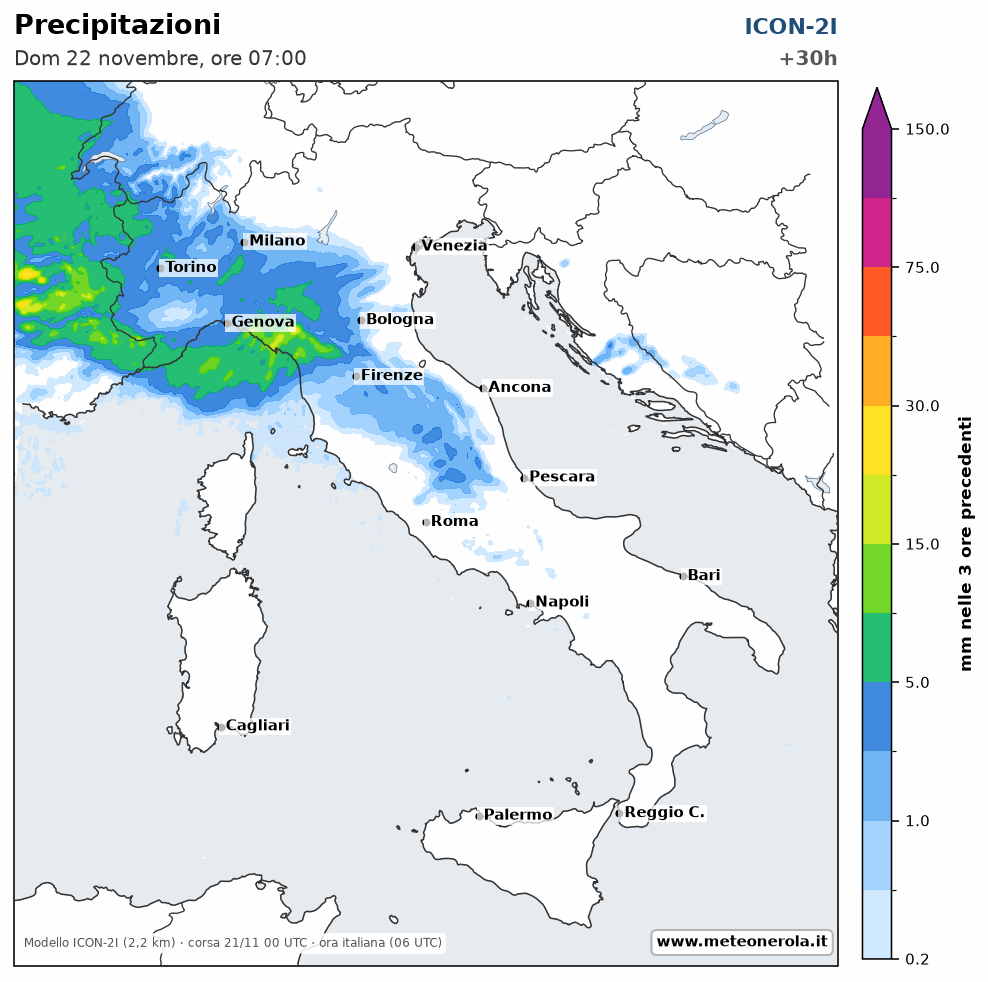 Precipitazioni
ICON-2I
Dom 22 novembre, ore 07:00
+30h
150.0
75.0
30.0
15.0
5.0
1.0
0.2
mm nelle 3 ore precedenti
Milano
Venezia
Torino
Genova
Bologna
Firenze
Ancona
Pescara
Roma
Bari
Napoli
Cagliari
Palermo
Reggio C.
Modello ICON-2I (2,2 km) · corsa 21/11 00 UTC · ora italiana (06 UTC)
www.meteonerola.it